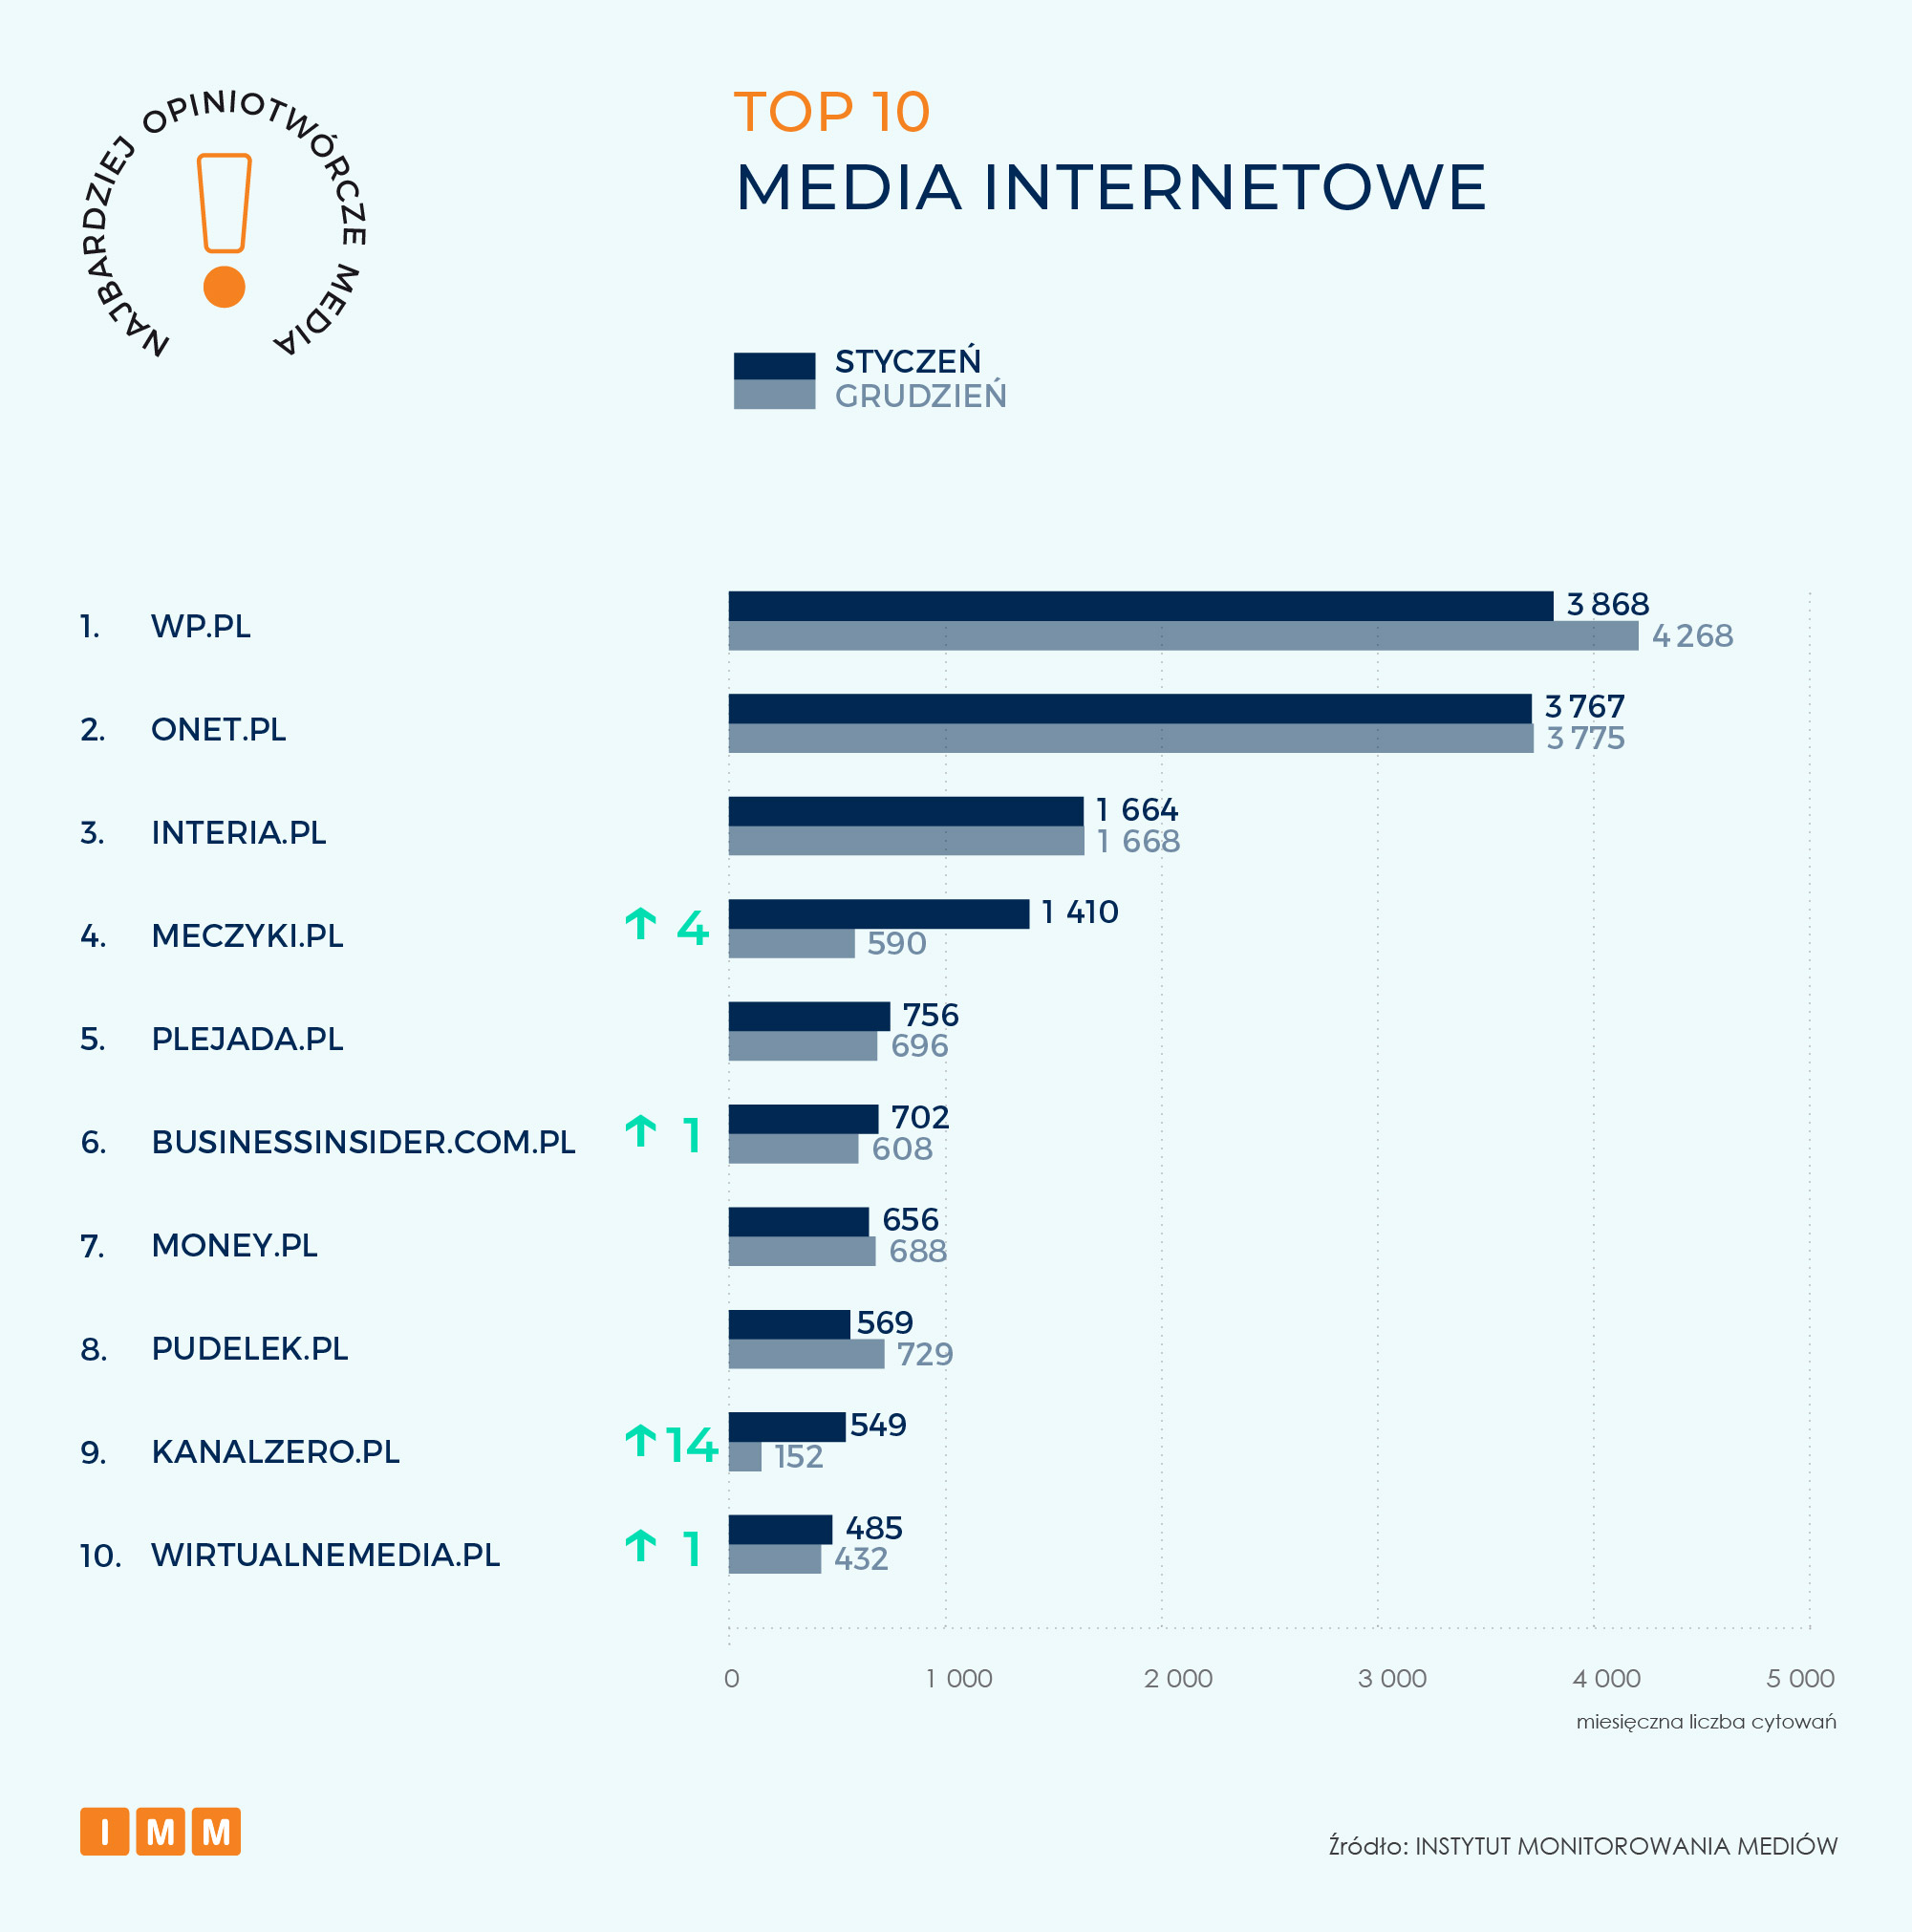 NAJBARDZIEJ OPINIOTWÓRCZE MEDIA
TOP 10
MEDIA INTERNETOWE
STYCZEŃ
GRUDZIEŃ
1. WP.PL 3 868
4 268
2. ONET.PL 3 767
3 775
3. INTERIA.PL 1 664
1 668
4. MECZYKI.PL ↑ 4 1 410
590
5. PLEJADA.PL 756
696
6. BUSINESSINSIDER.COM.PL ↑ 1 702
608
7. MONEY.PL 656
688
8. PUDELEK.PL 569
729
9. KANALZERO.PL ↑ 14 549
152
10. WIRTUALNEMEDIA.PL ↑ 1 485
432
0 1 000 2 000 3 000 4 000 5 000
miesięczna liczba cytowań
IMM
Źródło: INSTYTUT MONITOROWANIA MEDIÓW